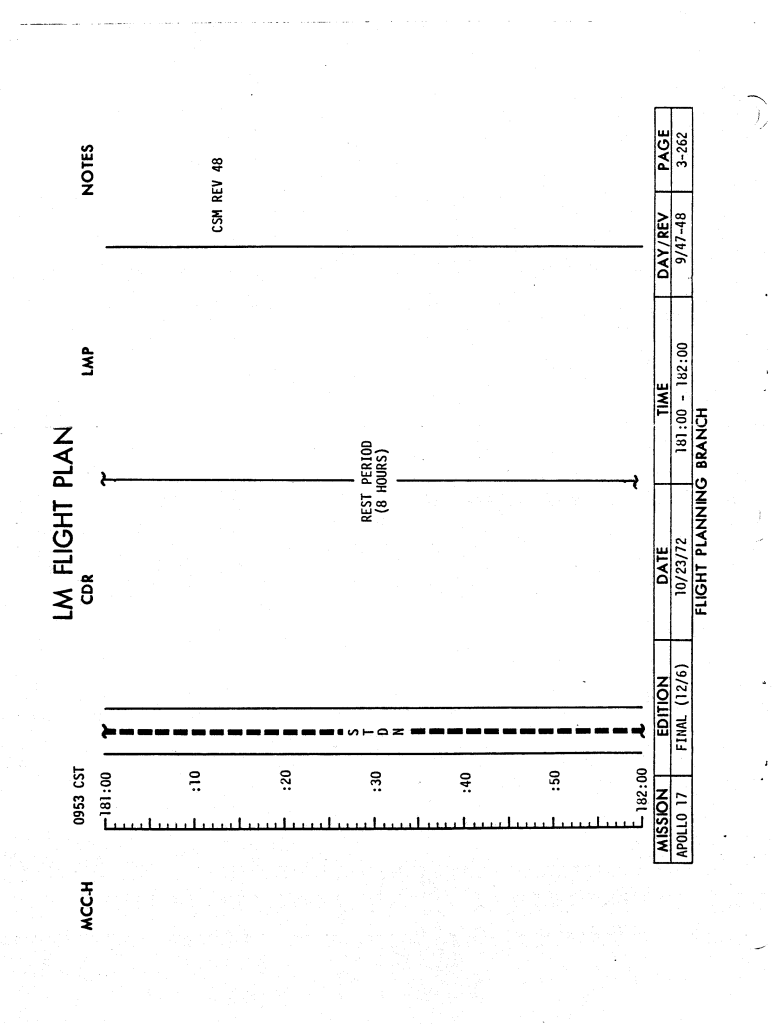 LM FLIGHT PLAN
MCC-H 0953 CST CDR LMP NOTES
181:00
:10
CSM REV 48
:20
STDN
:30 REST PERIOD
(8 HOURS)
:40
:50
182:00
MISSION EDITION DATE TIME DAY/REV PAGE
APOLLO 17 FINAL (12/6) 10/23/72 181:00 - 182:00 9/47-48 3-262
FLIGHT PLANNING BRANCH